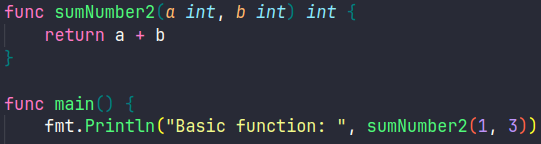 func sumNumber2(a int, b int) int {
    return a + b
}

func main() {
    fmt.Println("Basic function: ", sumNumber2(1, 3))